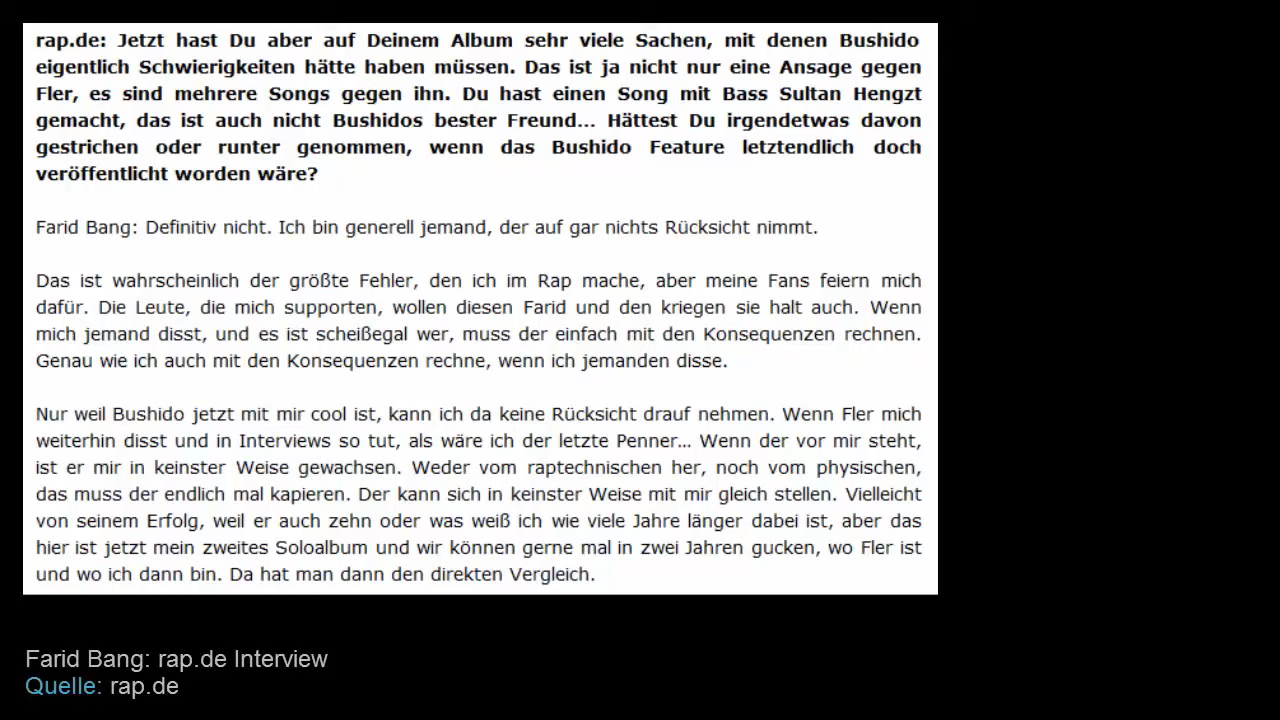 rap.de: Jetzt hast Du aber auf Deinem Album sehr viele Sachen, mit denen Bushido
eigentlich Schwierigkeiten hätte haben müssen. Das ist ja nicht nur eine Ansage gegen
Fler, es sind mehrere Songs gegen ihn. Du hast einen Song mit Bass Sultan Hengzt
gemacht, das ist auch nicht Bushidos bester Freund... Hättest Du irgendetwas davon
gestrichen oder runter genommen, wenn das Bushido Feature letztendlich doch
veröffentlicht worden wäre?
Farid Bang: Definitiv nicht. Ich bin generell jemand, der auf gar nichts Rücksicht nimmt.
Das ist wahrscheinlich der größte Fehler, den ich im Rap mache, aber meine Fans feiern mich
dafür. Die Leute, die mich supporten, wollen diesen Farid und den kriegen sie halt auch. Wenn
mich jemand disst, und es ist scheißegal wer, muss der einfach mit den Konsequenzen rechnen.
Genau wie ich auch mit den Konsequenzen rechne, wenn ich jemanden disse.
Nur weil Bushido jetzt mit mir cool ist, kann ich da keine Rücksicht drauf nehmen. Wenn Fler mich
weiterhin disst und in Interviews so tut, als wäre ich der letzte Penner... Wenn der vor mir steht,
ist er mir in keinster Weise gewachsen. Weder vom raptechnischen her, noch vom physischen,
das muss der endlich mal kapieren. Der kann sich in keinster Weise mit mir gleich stellen. Vielleicht
von seinem Erfolg, weil er auch zehn oder was weiß ich wie viele Jahre länger dabei ist, aber das
hier ist jetzt mein zweites Soloalbum und wir können gerne mal in zwei Jahren gucken, wo Fler ist
und wo ich dann bin. Da hat man dann den direkten Vergleich.
Farid Bang: rap.de Interview
Quelle: rap.de